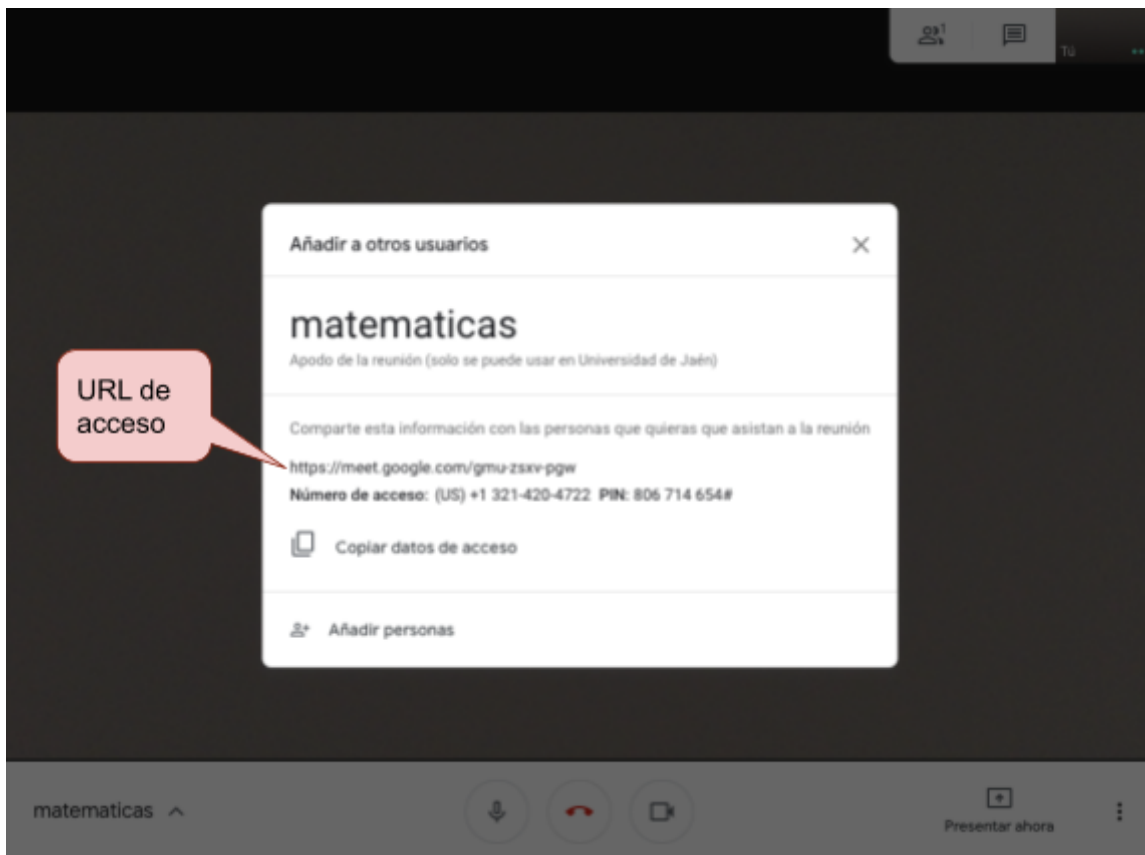 1
Tú
Añadir a otros usuarios
matematicas
Apodo de la reunión (solo se puede usar en Universidad de Jaén)
URL de
acceso
Comparte esta información con las personas que quieras que asistan a la reunión
https://meet.google.com/gmu-zsxv-pgw
Número de acceso: (US) +1 321-420-4722 PIN: 806 714 654#
Copiar datos de acceso
Añadir personas
matematicas
Presentar ahora